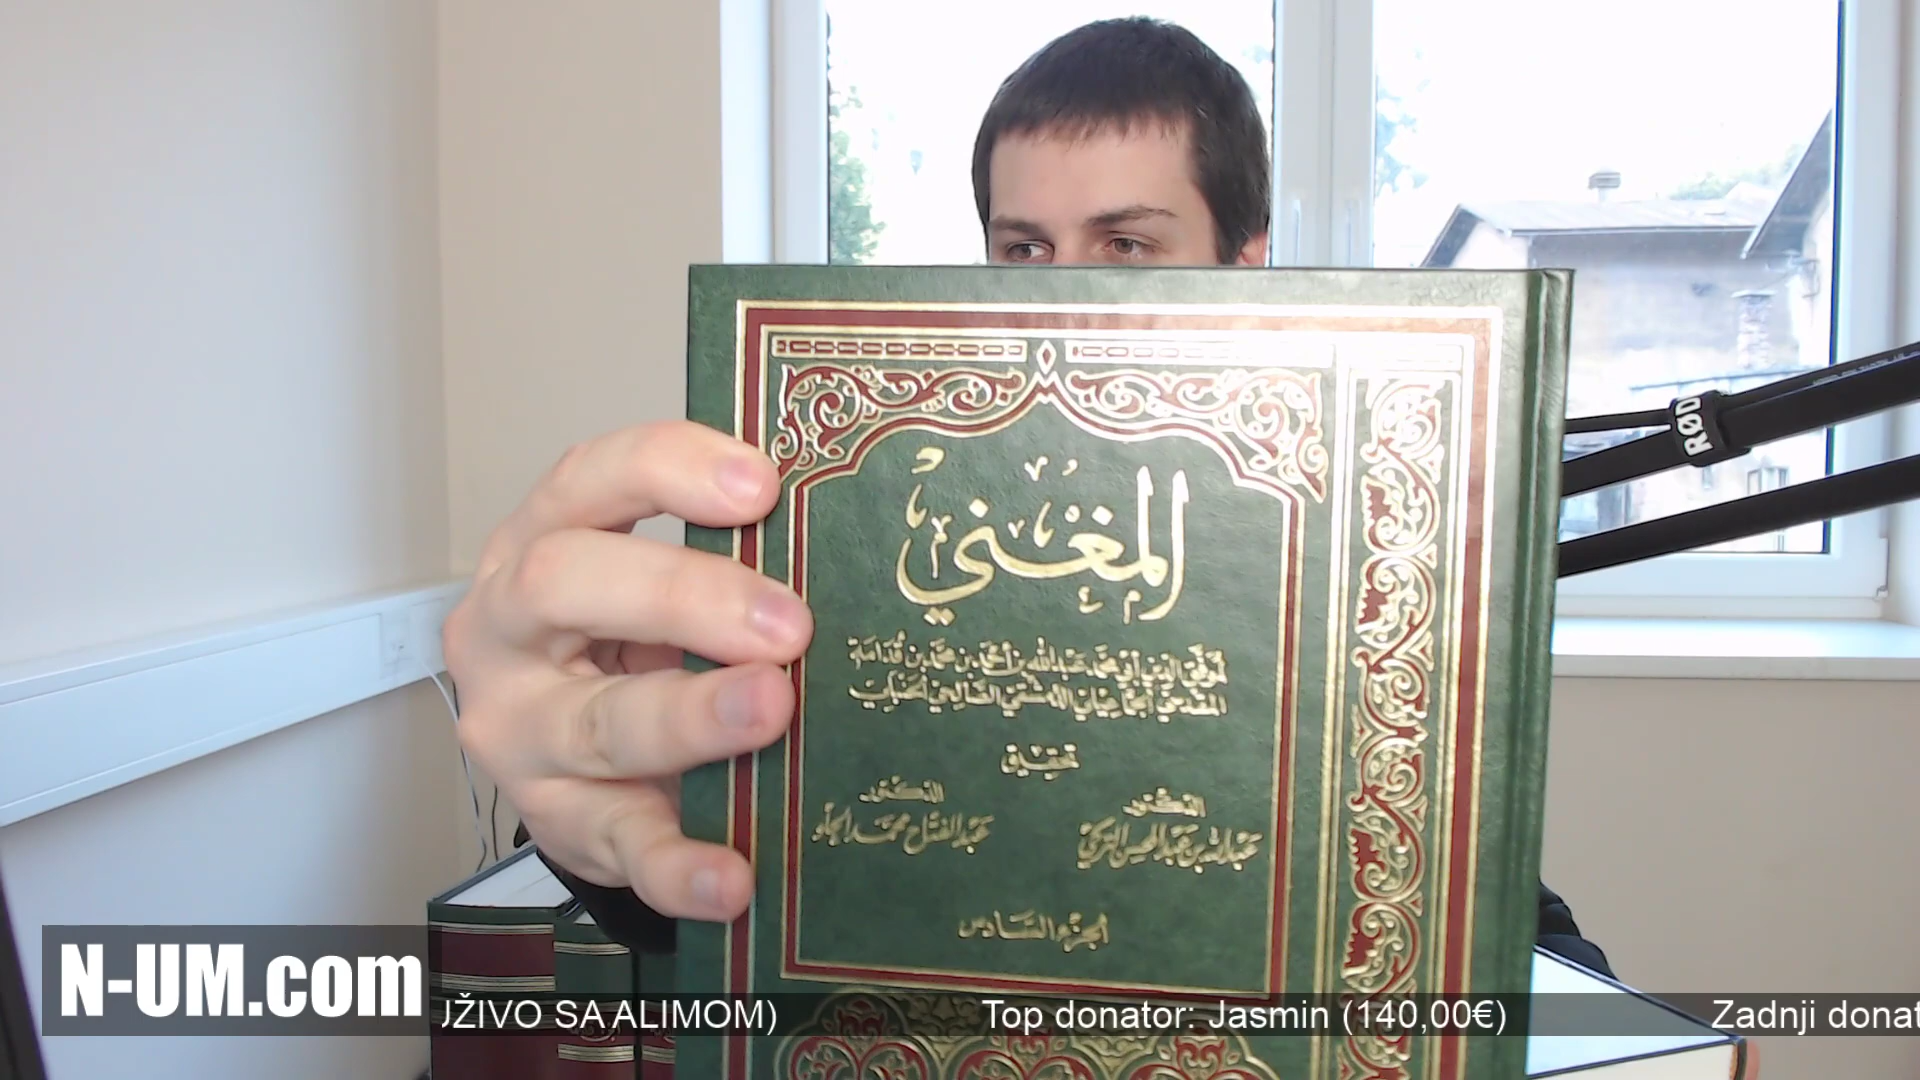 المغني
لموفق الدين أبي محمد عبد الله بن أحمد بن محمد بن قدامة
المقدسي الجماعيلي الدمشقي الصالحي الحنبلي
تحقيق
الدكتور
عبد الله بن عبد المحسن التركي
الدكتور
عبد الفتاح محمد الحلو
الجزء السادس
RØD
N-UM.com
UŽIVO SA ALIMOM)
Top donator: Jasmin (140,00€)
Zadnji donat